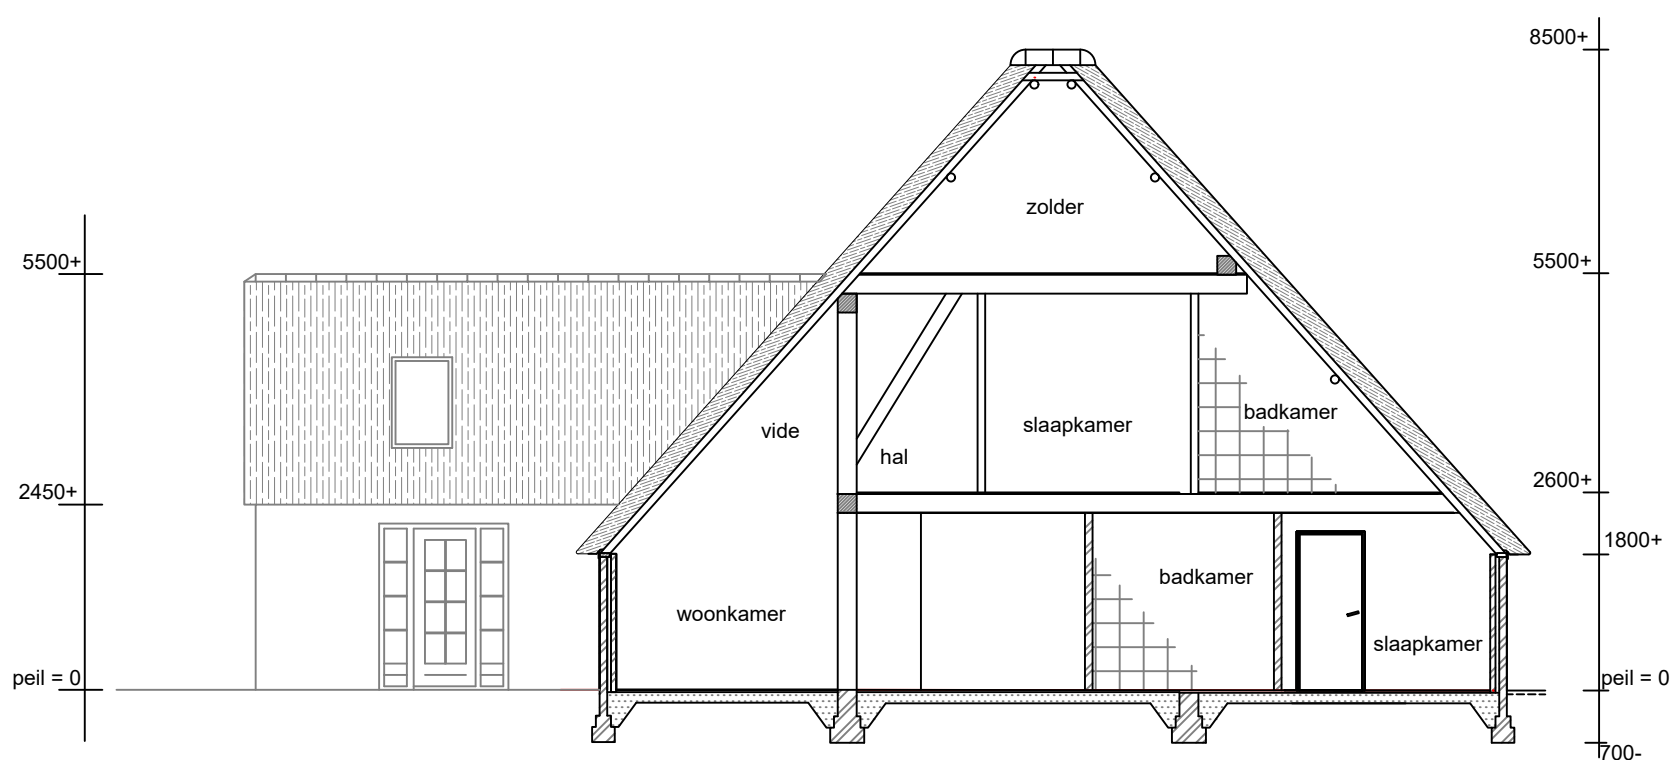 8500+
zolder
5500+
5500+
badkamer
slaapkamer
vide
hal
2600+
2450+
1800+
badkamer
woonkamer
slaapkamer
peil = 0
peil = 0
700-